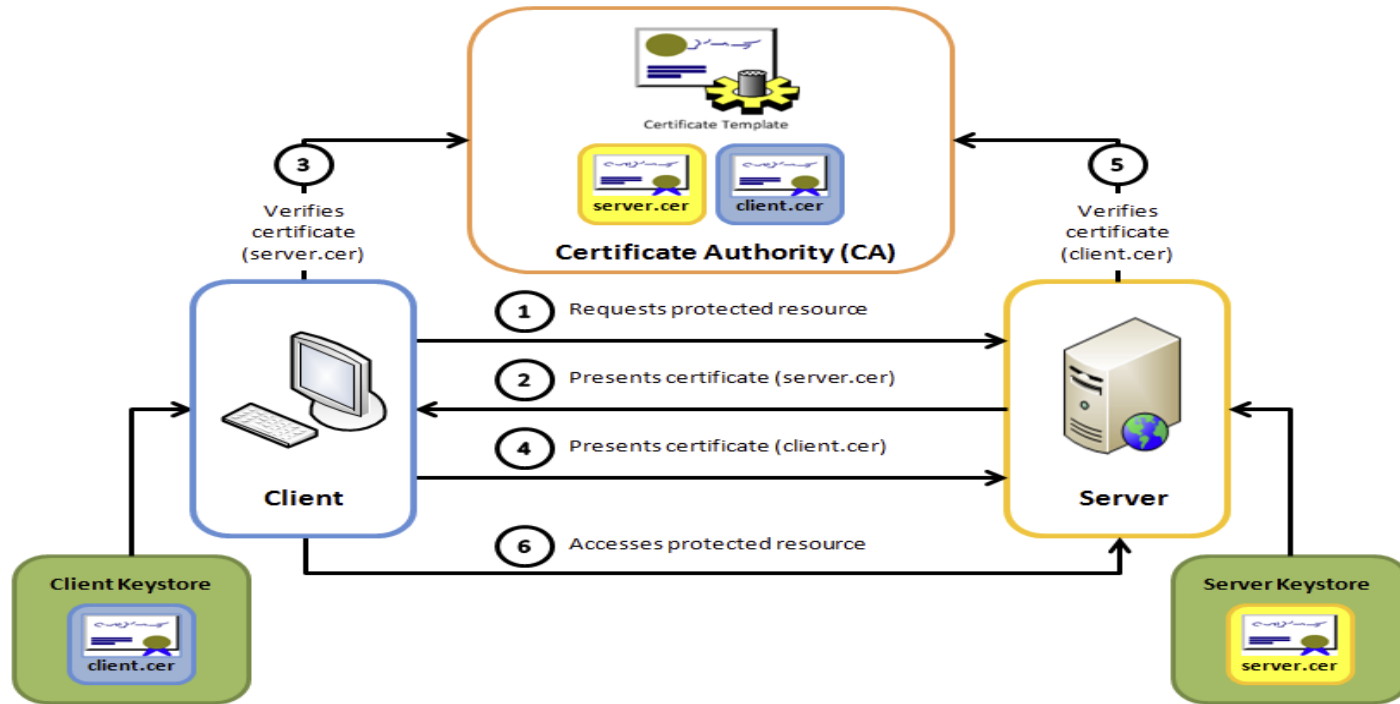 Certificate Template
server.cer
client.cer
Certificate Authority (CA)
3
Verifies
certificate
(server.cer)
5
Verifies
certificate
(client.cer)
1 Requests protected resource
2 Presents certificate (server.cer)
4 Presents certificate (client.cer)
Client
Server
6 Accesses protected resource
Client Keystore
client.cer
Server Keystore
server.cer